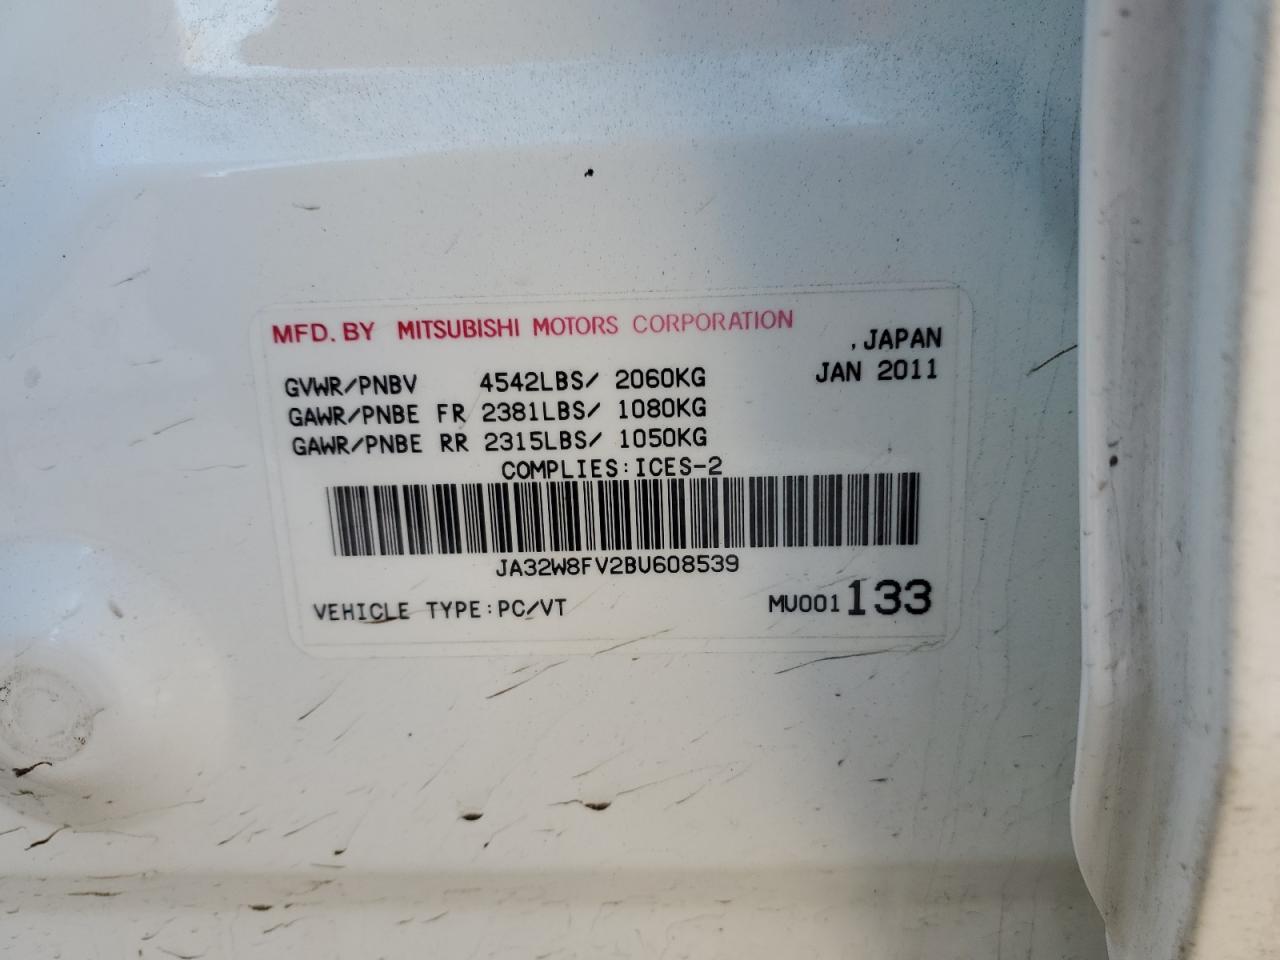 MFD. BY MITSUBISHI MOTORS CORPORATION
, JAPAN
GVWR/PNBV 4542LBS/ 2060KG JAN 2011
GAWR/PNBE FR 2381LBS/ 1080KG
GAWR/PNBE RR 2315LBS/ 1050KG
COMPLIES:ICES-2
JA32W8FV2BU608539
VEHICLE TYPE:PC/VT MU001133